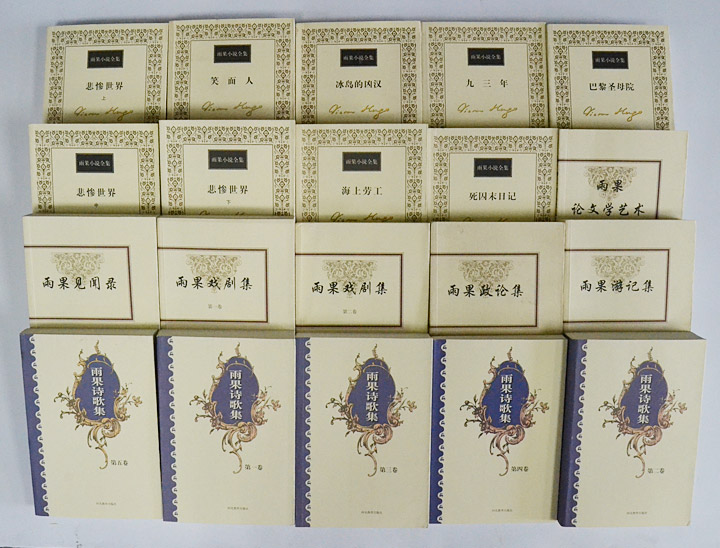 雨果小说全集
悲惨世界
上
雨果小说全集
笑面人
雨果小说全集
冰岛的凶汉
雨果小说全集
九三年
雨果小说全集
巴黎圣母院
雨果小说全集
悲惨世界
中
雨果小说全集
悲惨世界
下
雨果小说全集
海上劳工
雨果小说全集
死囚末日记
雨果
论文学艺术
雨果见闻录
雨果戏剧集
第一卷
雨果戏剧集
第二卷
雨果政论集
雨果游记集
雨果诗歌集
第五卷
雨果诗歌集
第一卷
雨果诗歌集
第三卷
雨果诗歌集
第四卷
雨果诗歌集
第二卷